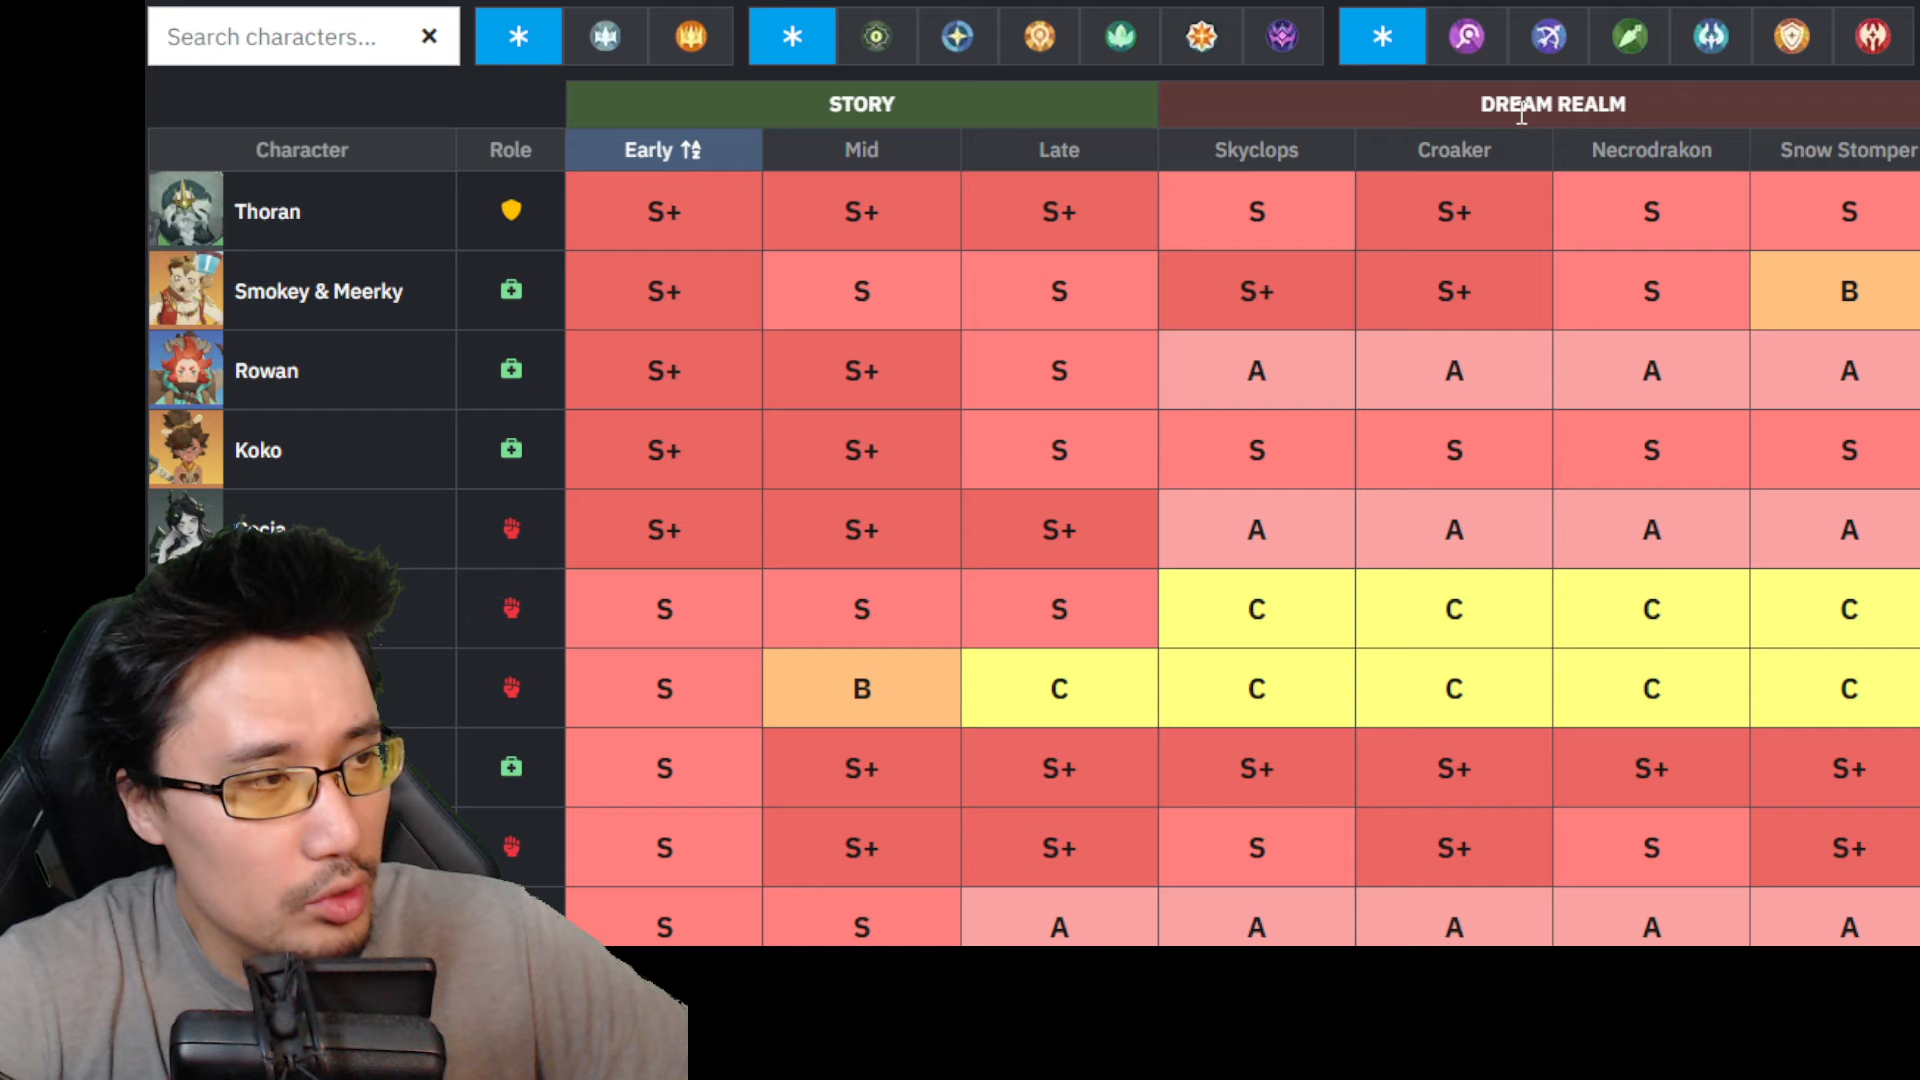 Search characters... ×
STORY DREAM REALM
Character Role Early Mid Late Skyclops Croaker Necrodrakon Snow Stomper
Thoran S+ S+ S+ S S+ S S
Smokey & Meerky S+ S S S+ S+ S B
Rowan S+ S+ S A A A A
Koko S+ S+ S S S S S
S+ S+ S+ A A A A
S S S C C C C
S B C C C C C
S S+ S+ S+ S+ S+ S+
S S+ S+ S S+ S S+
S S A A A A A